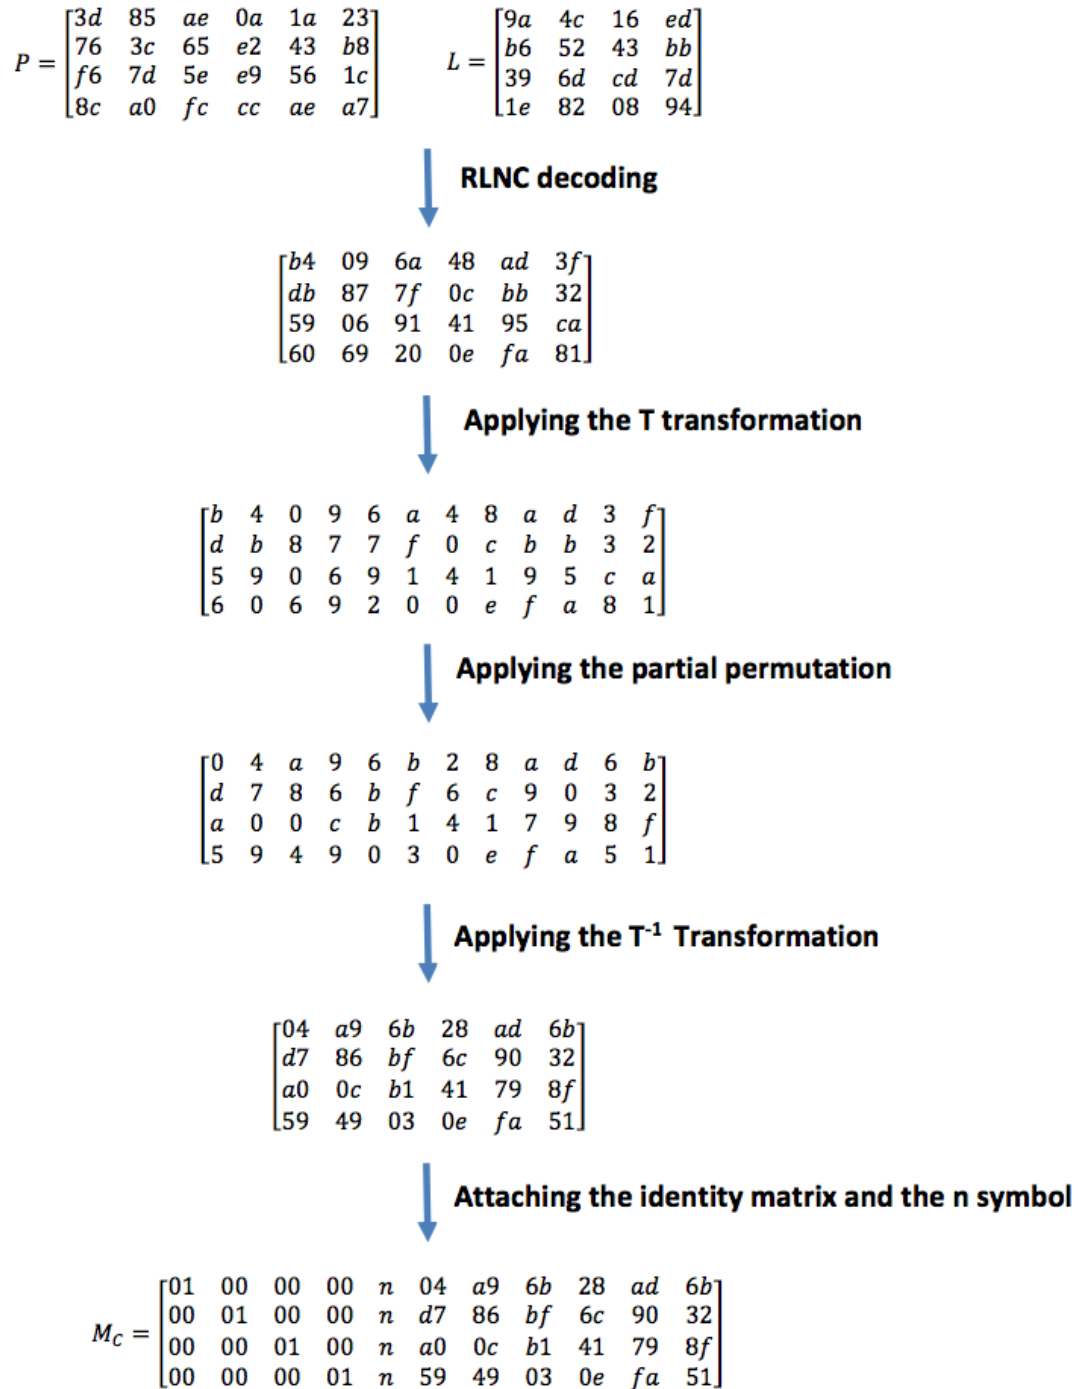 P = [3d 85 ae 0a 1a 23] L = [9a 4c 16 ed]
76 3c 65 e2 43 b8 b6 52 43 bb
f6 7d 5e e9 56 1c 39 6d cd 7d
8c a0 fc cc ae a7 1e 82 08 94
RLNC decoding
b4 09 6a 48 ad 3f
db 87 7f 0c bb 32
59 06 91 41 95 ca
60 69 20 0e fa 81
Applying the T transformation
b 4 0 9 6 a 4 8 a d 3 f
d b 8 7 7 f 0 c b b 3 2
5 9 0 6 9 1 4 1 9 5 c a
6 0 6 9 2 0 0 e f a 8 1
Applying the partial permutation
0 4 a 9 6 b 2 8 a d 6 b
d 7 8 6 b f 6 c 9 0 3 2
a 0 0 c b 1 4 1 7 9 8 f
5 9 4 9 0 3 0 e f a 5 1
Applying the T⁻¹ Transformation
04 a9 6b 28 ad 6b
d7 86 bf 6c 90 32
a0 0c b1 41 79 8f
59 49 03 0e fa 51
Attaching the identity matrix and the n symbol
M_C = [01 00 00 00 n 04 a9 6b 28 ad 6b]
00 01 00 00 n d7 86 bf 6c 90 32
00 00 01 00 n a0 0c b1 41 79 8f
00 00 00 01 n 59 49 03 0e fa 51